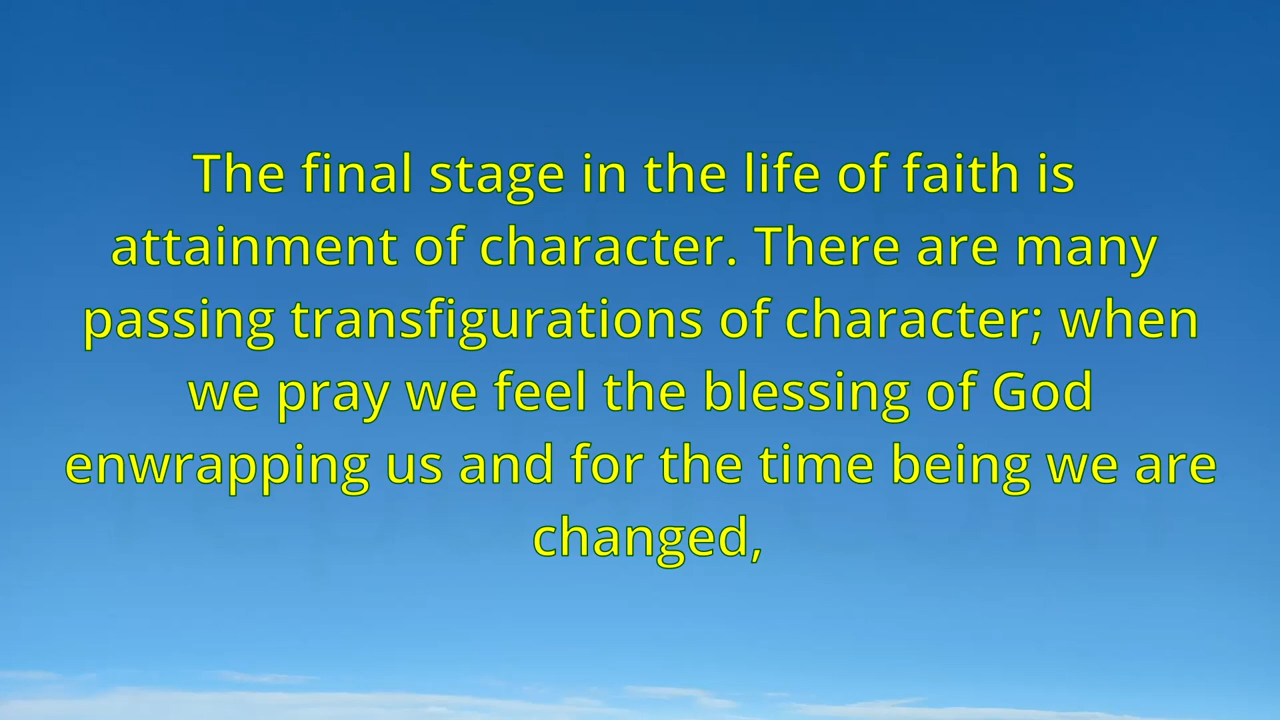 The final stage in the life of faith is
attainment of character. There are many
passing transfigurations of character; when
we pray we feel the blessing of God
enwrapping us and for the time being we are
changed,